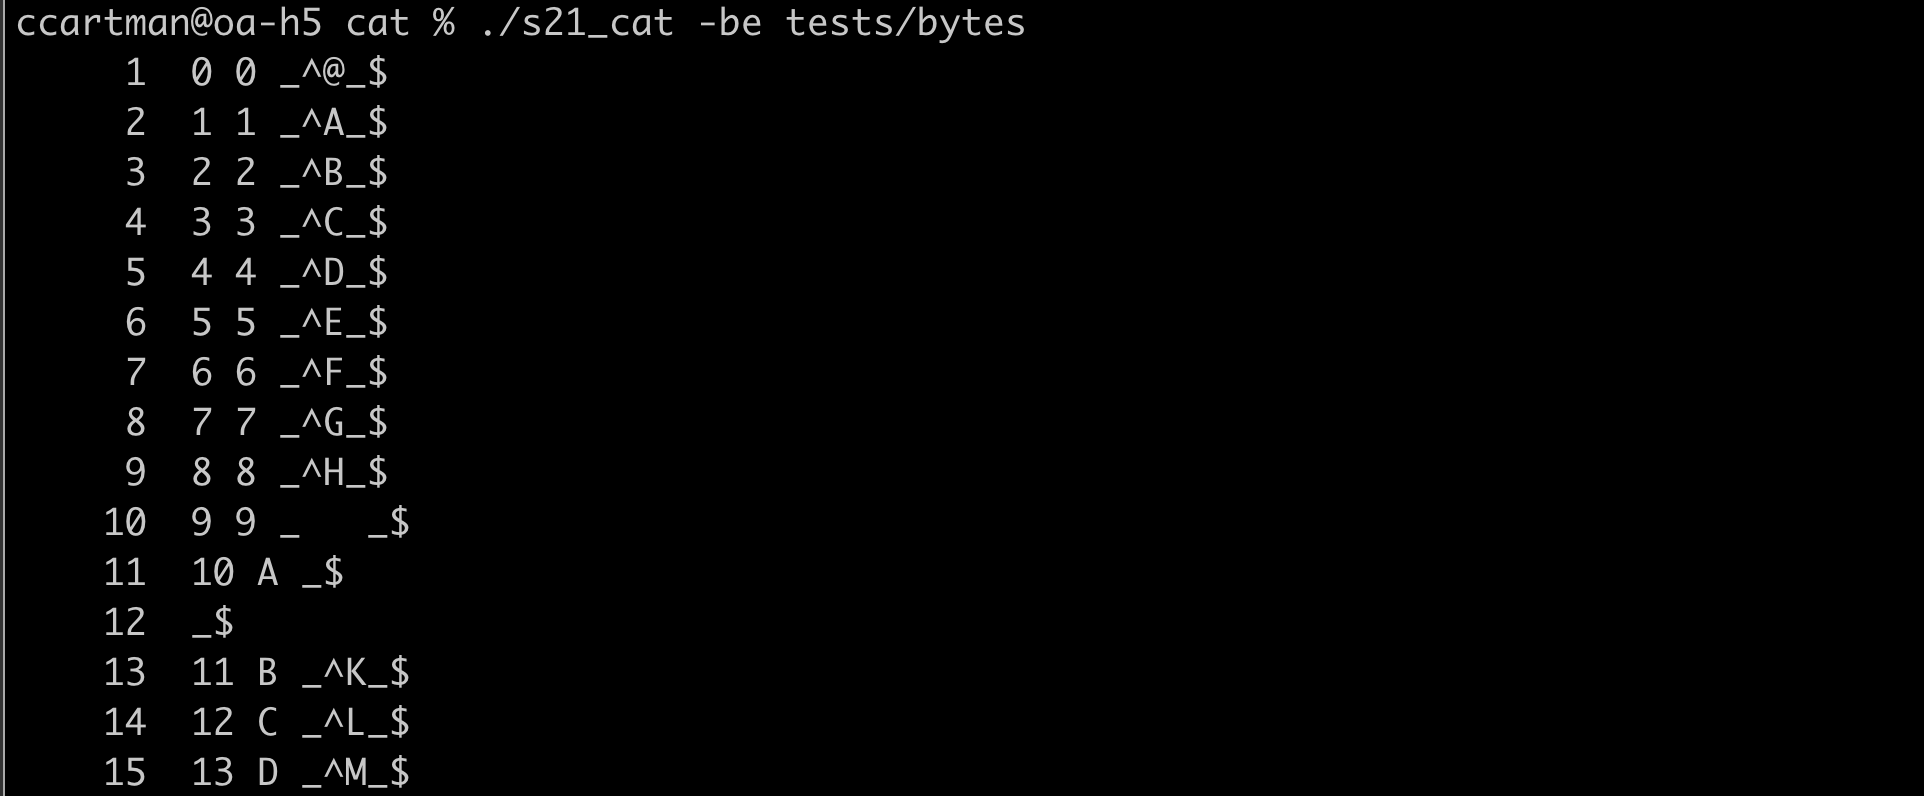 ccartman@oa-h5 cat % ./s21_cat -be tests/bytes
     1  0 0 _^@_$
     2  1 1 _^A_$
     3  2 2 _^B_$
     4  3 3 _^C_$
     5  4 4 _^D_$
     6  5 5 _^E_$
     7  6 6 _^F_$
     8  7 7 _^G_$
     9  8 8 _^H_$
    10  9 9 _   _$
    11  10 A _$
    12  _$
    13  11 B _^K_$
    14  12 C _^L_$
    15  13 D _^M_$